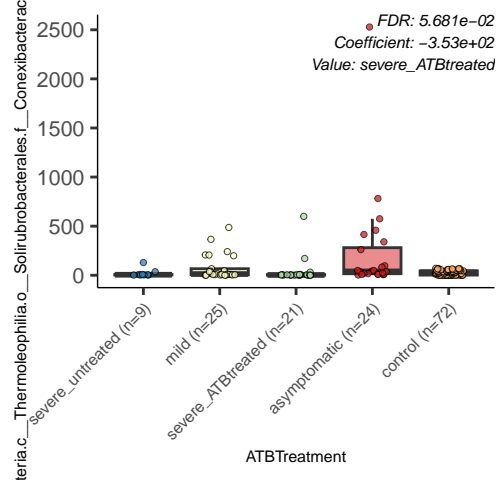 teria.c__Thermoleophilia.o__Solirubrobacterales.f__Conexibacterac
2500
2000
1500
1000
500
0
FDR: 5.681e−02
Coefficient: −3.53e+02
Value: severe_ATBtreated
severe_untreated (n=9)
mild (n=25)
severe_ATBtreated (n=21)
asymptomatic (n=24)
control (n=72)
ATBTreatment